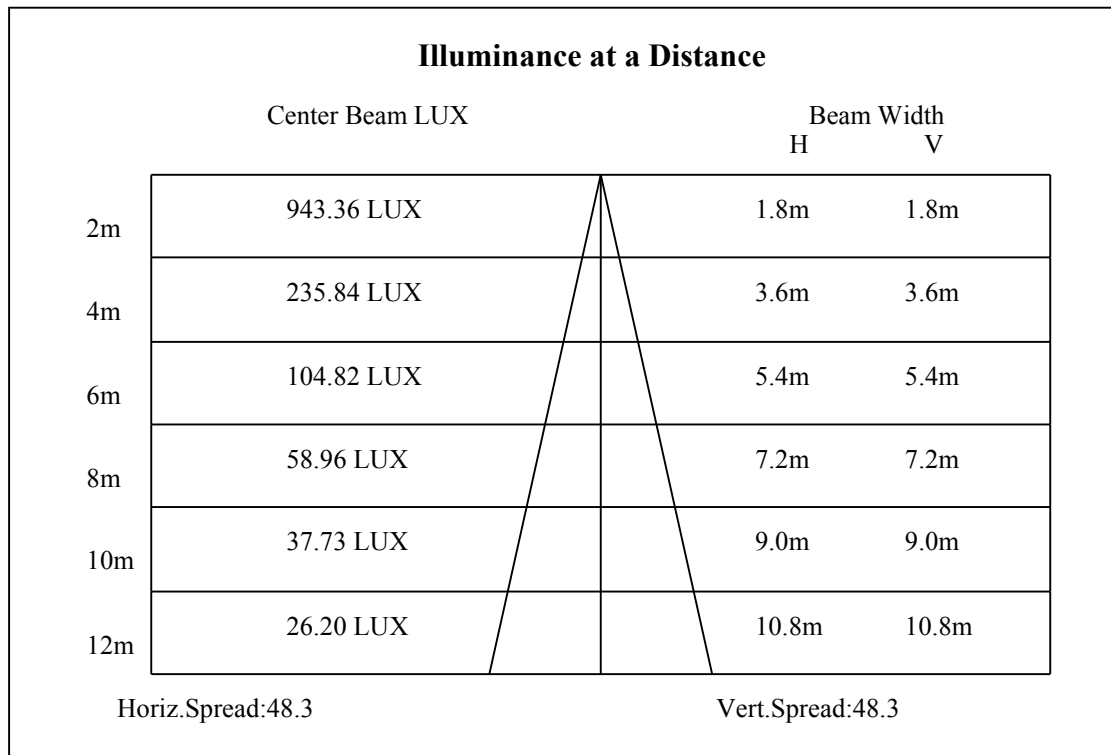 Illuminance at a Distance
Center Beam LUX Beam Width
H V
2m 943.36 LUX 1.8m 1.8m
4m 235.84 LUX 3.6m 3.6m
6m 104.82 LUX 5.4m 5.4m
8m 58.96 LUX 7.2m 7.2m
10m 37.73 LUX 9.0m 9.0m
12m 26.20 LUX 10.8m 10.8m
Horiz.Spread:48.3 Vert.Spread:48.3